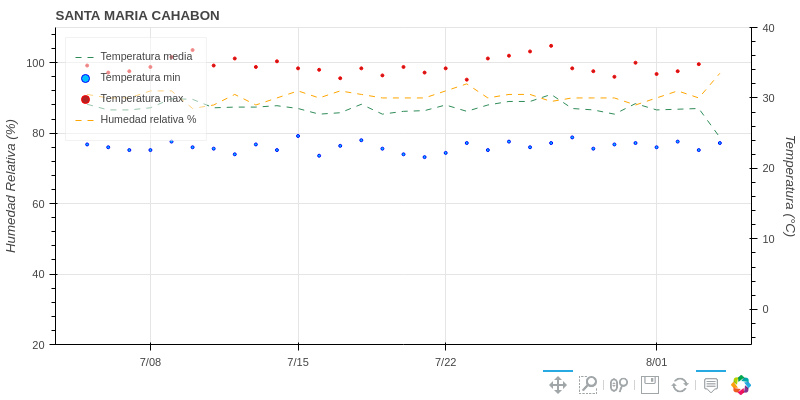 SANTA MARIA CAHABON
Temperatura media
Temperatura min
Temperatura max
Humedad relativa %
Humedad Relativa (%)
100
80
60
40
20
Temperatura (°C)
40
30
20
10
0
7/08
7/15
7/22
8/01